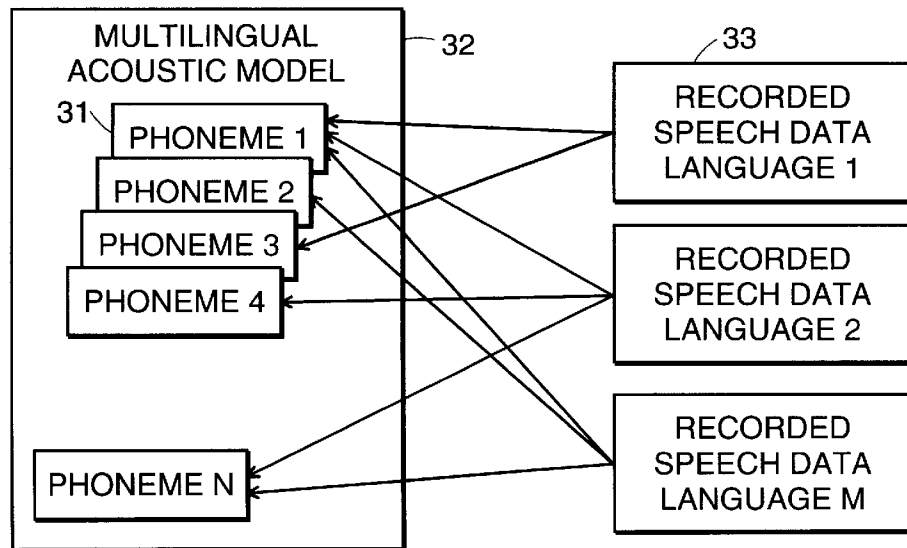 MULTILINGUAL
ACOUSTIC MODEL
32
31
PHONEME 1
PHONEME 2
PHONEME 3
PHONEME 4
PHONEME N
33
RECORDED
SPEECH DATA
LANGUAGE 1
RECORDED
SPEECH DATA
LANGUAGE 2
RECORDED
SPEECH DATA
LANGUAGE M